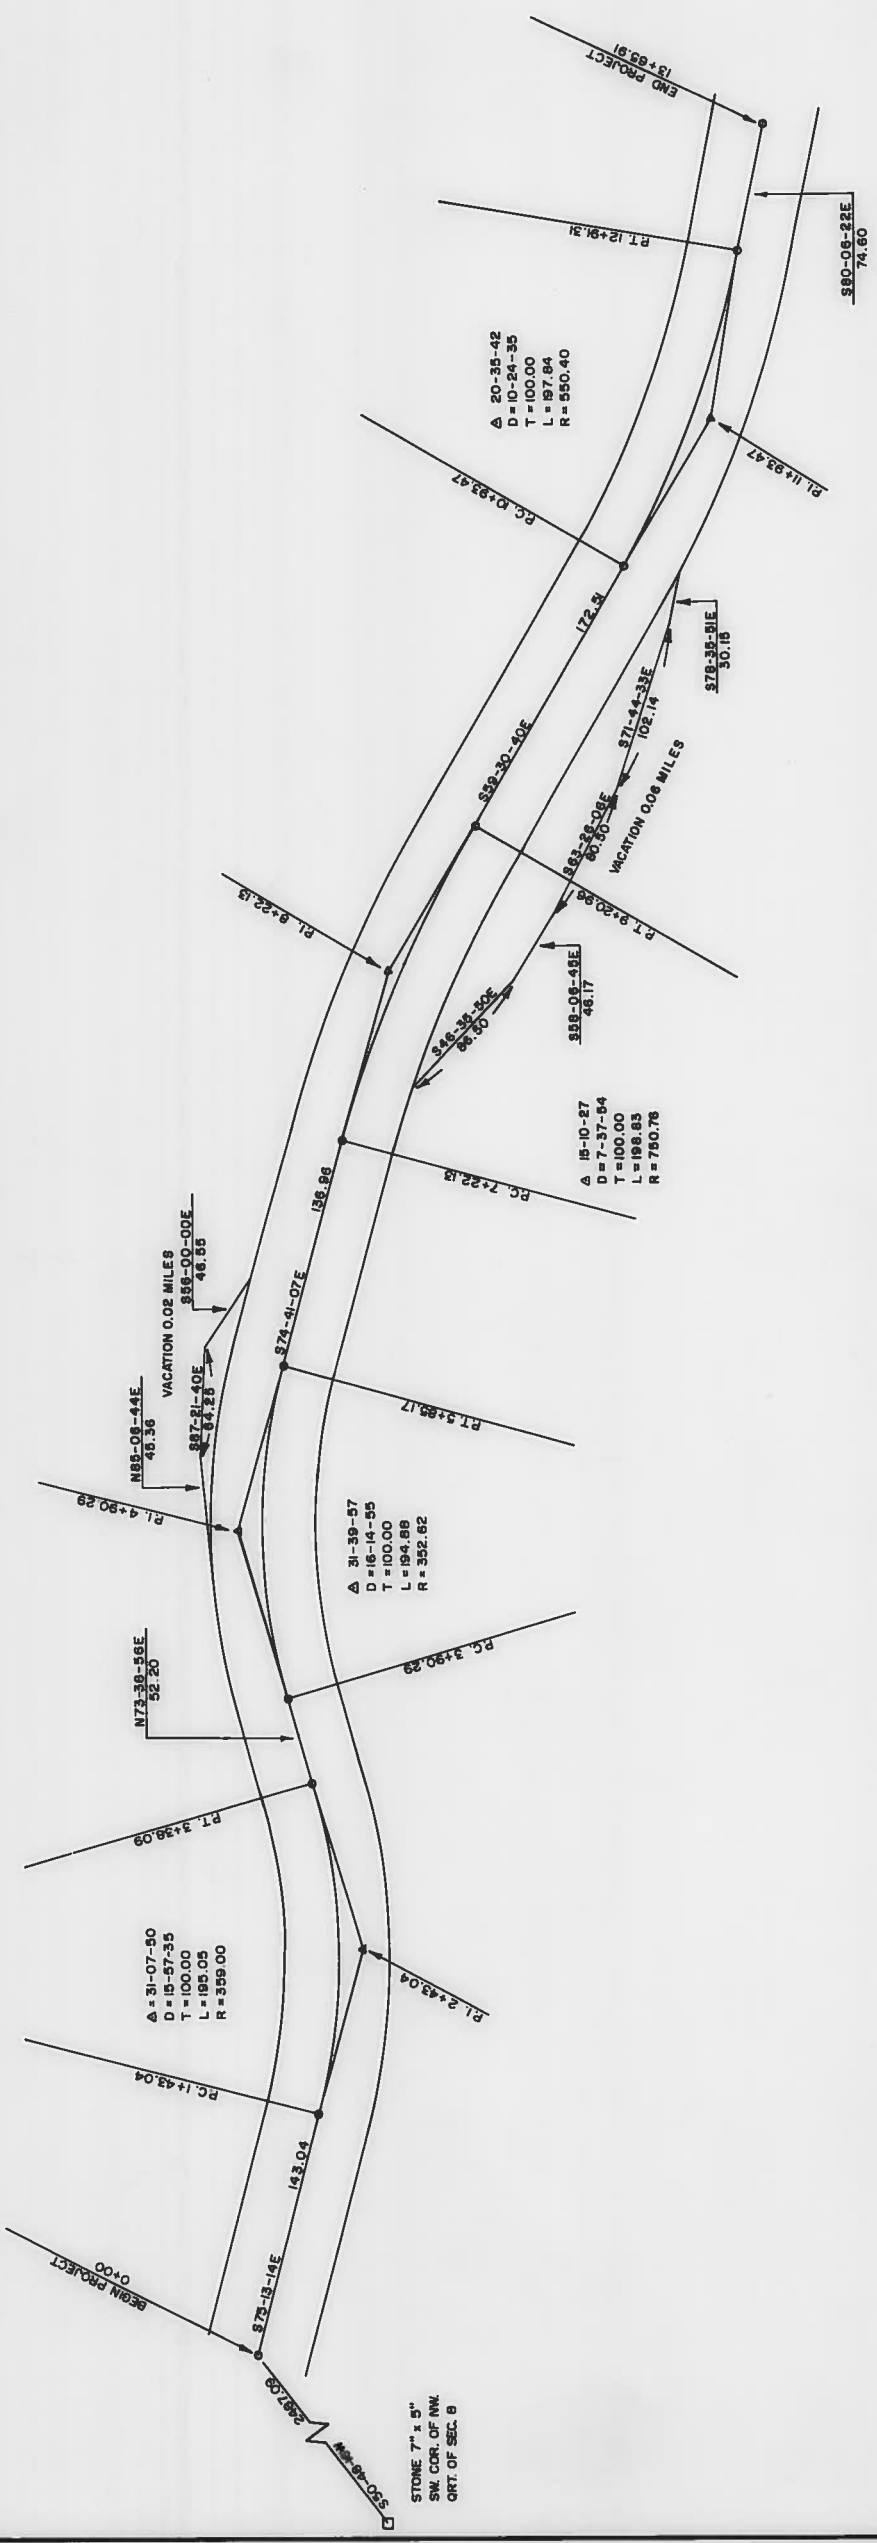 STONE 7" x 5"
SW. COR. OF NW.
QRT. OF SEC. 8
2487.09
BEGIN PROJECT
0+00
S75-13-14E
143.04
P.C. 1+43.04
Δ = 31-07-50
D = 15-57-35
T = 100.00
L = 195.05
R = 359.00
P.I. 2+43.04
P.T. 3+38.09
N73-38-56E
52.20
P.C. 3+90.29
P.I. 4+90.29
Δ 31-39-57
D = 16-14-55
T = 100.00
L = 194.88
R = 352.62
N85-06-44E
45.36
VACATION 0.02 MILES
S87-21-40E
64.25
S56-00-00E
46.55
P.T. 5+85.17
S74-41-07E
136.96
P.C. 7+22.13
Δ 15-10-27
D = 7-37-54
T = 100.00
L = 198.83
R = 750.76
P.I. 8+22.13
S46-35-50E
86.50
S58-06-45E
46.17
P.T. 9+20.96
S63-26-06E
80.50
VACATION 0.06 MILES
S71-44-33E
102.14
S78-35-51E
30.15
S59-30-40E
172.51
P.C. 10+93.47
Δ 20-35-42
D = 10-24-35
T = 100.00
L = 197.84
R = 550.40
P.I. 11+93.47
P.T. 12+91.31
S80-06-22E
74.60
END PROJECT
13+65.91